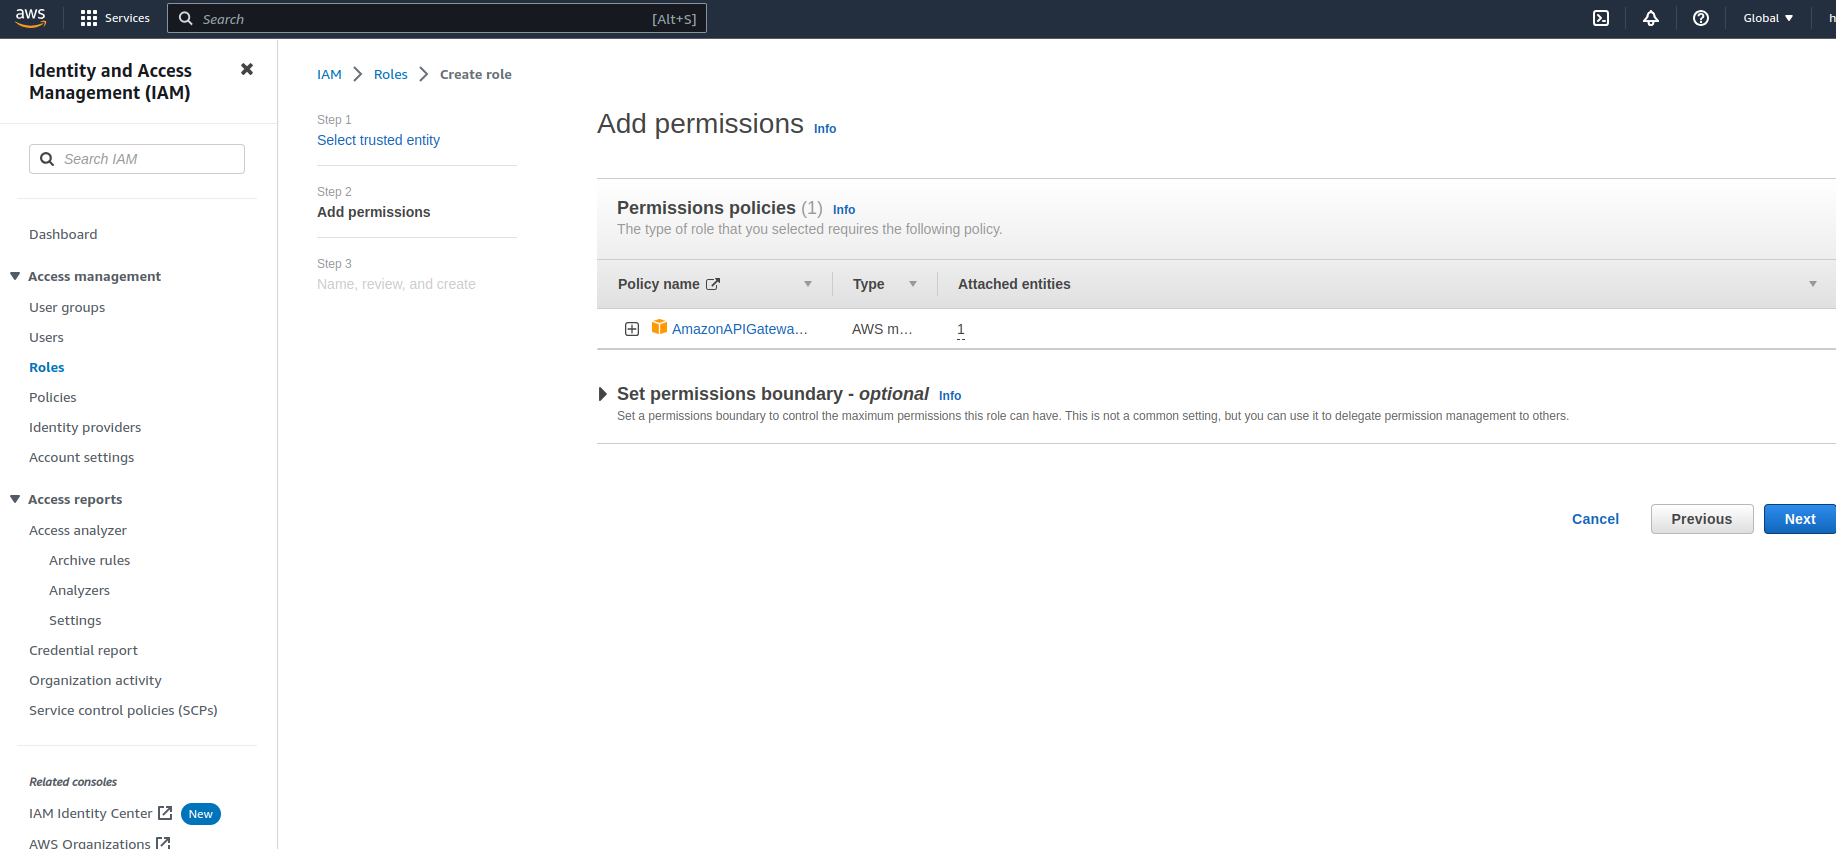 aws
Services
Search
[Alt+S]
Global
h
Identity and Access
Management (IAM)
Search IAM
Dashboard
Access management
User groups
Users
Roles
Policies
Identity providers
Account settings
Access reports
Access analyzer
Archive rules
Analyzers
Settings
Credential report
Organization activity
Service control policies (SCPs)
Related consoles
IAM Identity Center
New
AWS Organizations
IAM
Roles
Create role
Step 1
Select trusted entity
Step 2
Add permissions
Step 3
Name, review, and create
Add permissions Info
Permissions policies (1) Info
The type of role that you selected requires the following policy.
Policy name Type Attached entities
AmazonAPIGatewa... AWS m... 1
Set permissions boundary - optional Info
Set a permissions boundary to control the maximum permissions this role can have. This is not a common setting, but you can use it to delegate permission management to others.
Cancel Previous Next